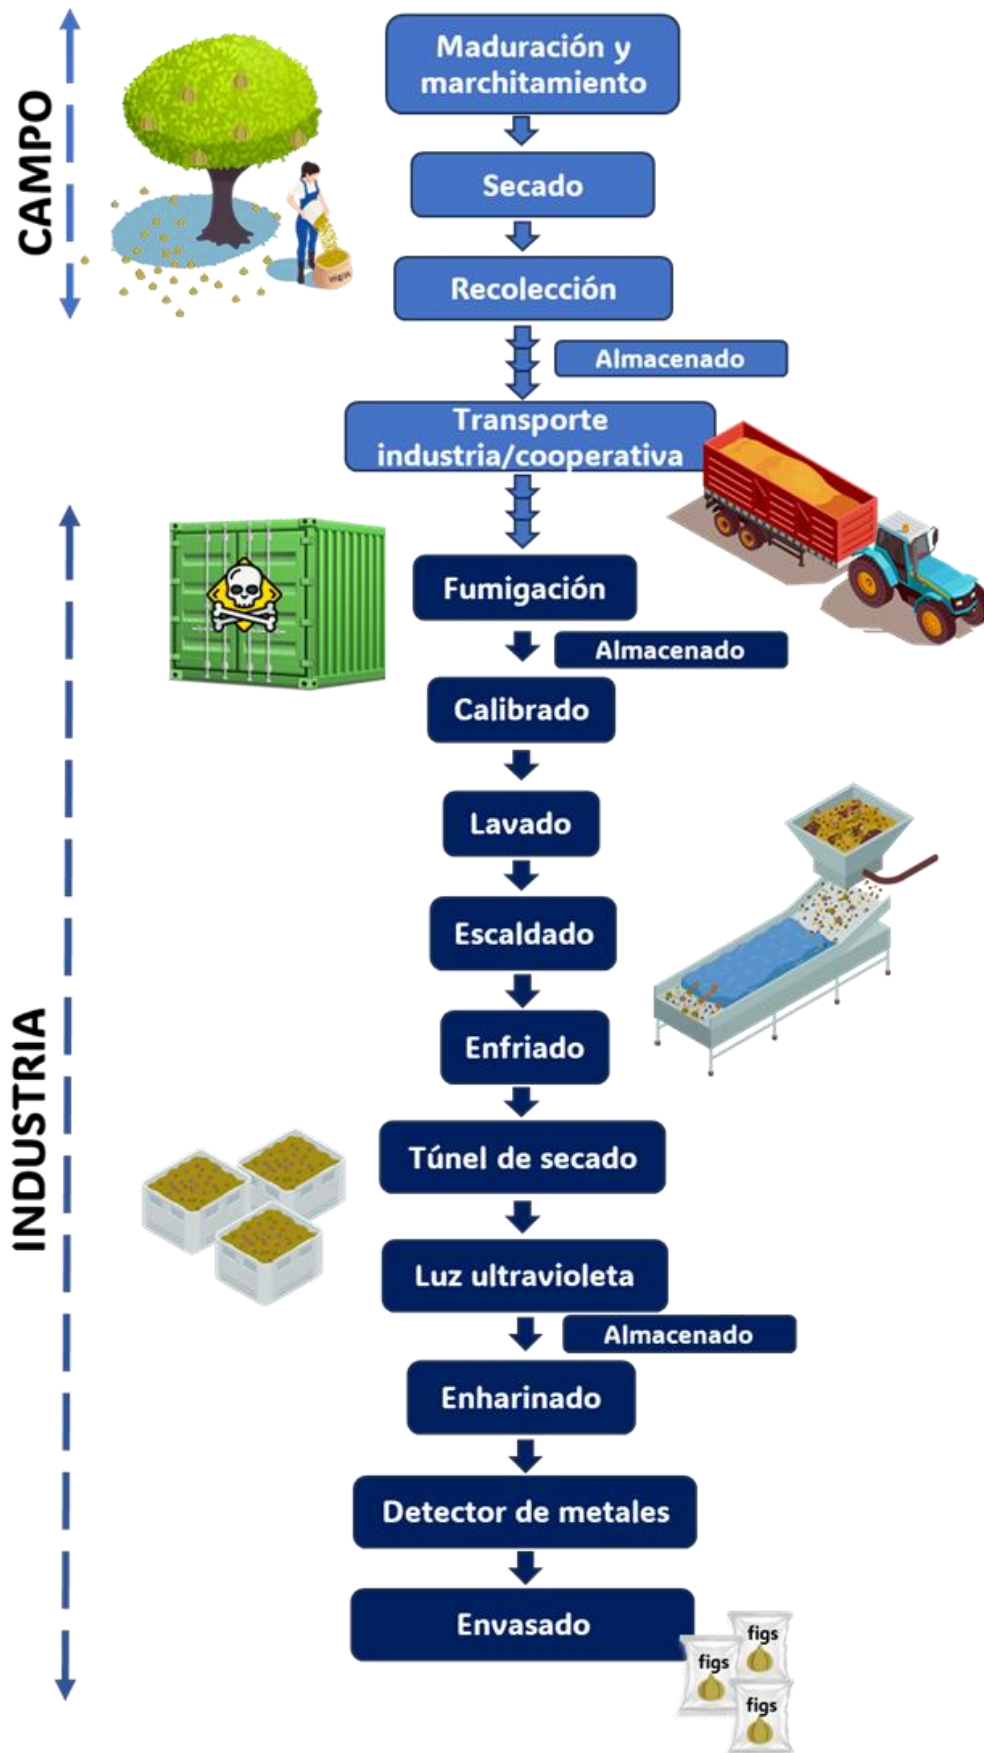 CAMPO
Maduración y
marchitamiento
Secado
Recolección
Almacenado
Transporte
industria/cooperativa
INDUSTRIA
Fumigación
Almacenado
Calibrado
Lavado
Escaldado
Enfriado
Túnel de secado
Luz ultravioleta
Almacenado
Enharinado
Detector de metales
Envasado
figs
figs
figs